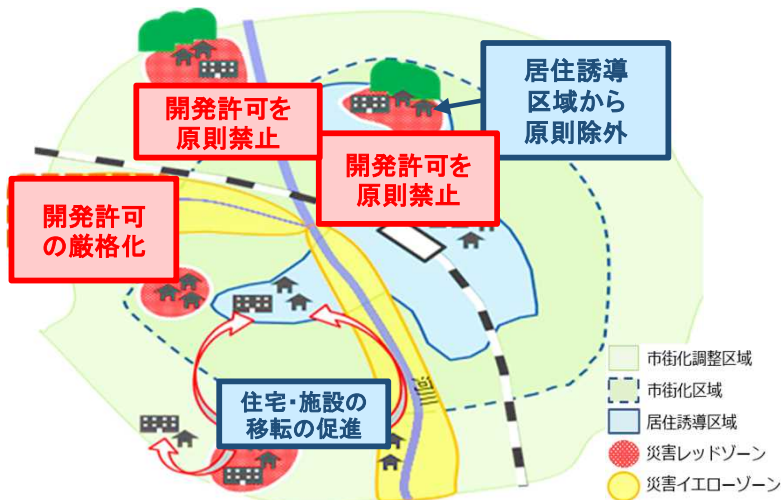 居住誘導
区域から
原則除外
開発許可を
原則禁止
開発許可を
原則禁止
開発許可
の厳格化
河川
住宅・施設の
移転の促進
市街化調整区域
市街化区域
居住誘導区域
災害レッドゾーン
災害イエローゾーン